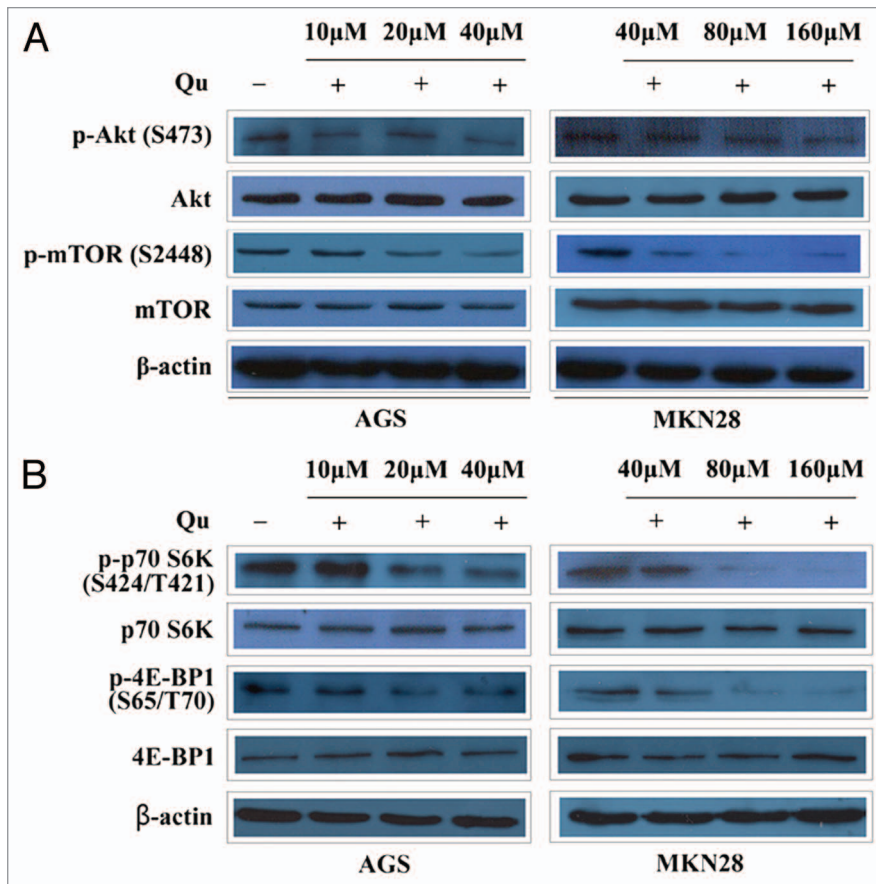 A
10μM 20μM 40μM 40μM 80μM 160μM
Qu − + + + + + +
p-Akt (S473)
Akt
p-mTOR (S2448)
mTOR
β-actin
AGS MKN28
B
10μM 20μM 40μM 40μM 80μM 160μM
Qu − + + + + + +
p-p70 S6K
(S424/T421)
p70 S6K
p-4E-BP1
(S65/T70)
4E-BP1
β-actin
AGS MKN28